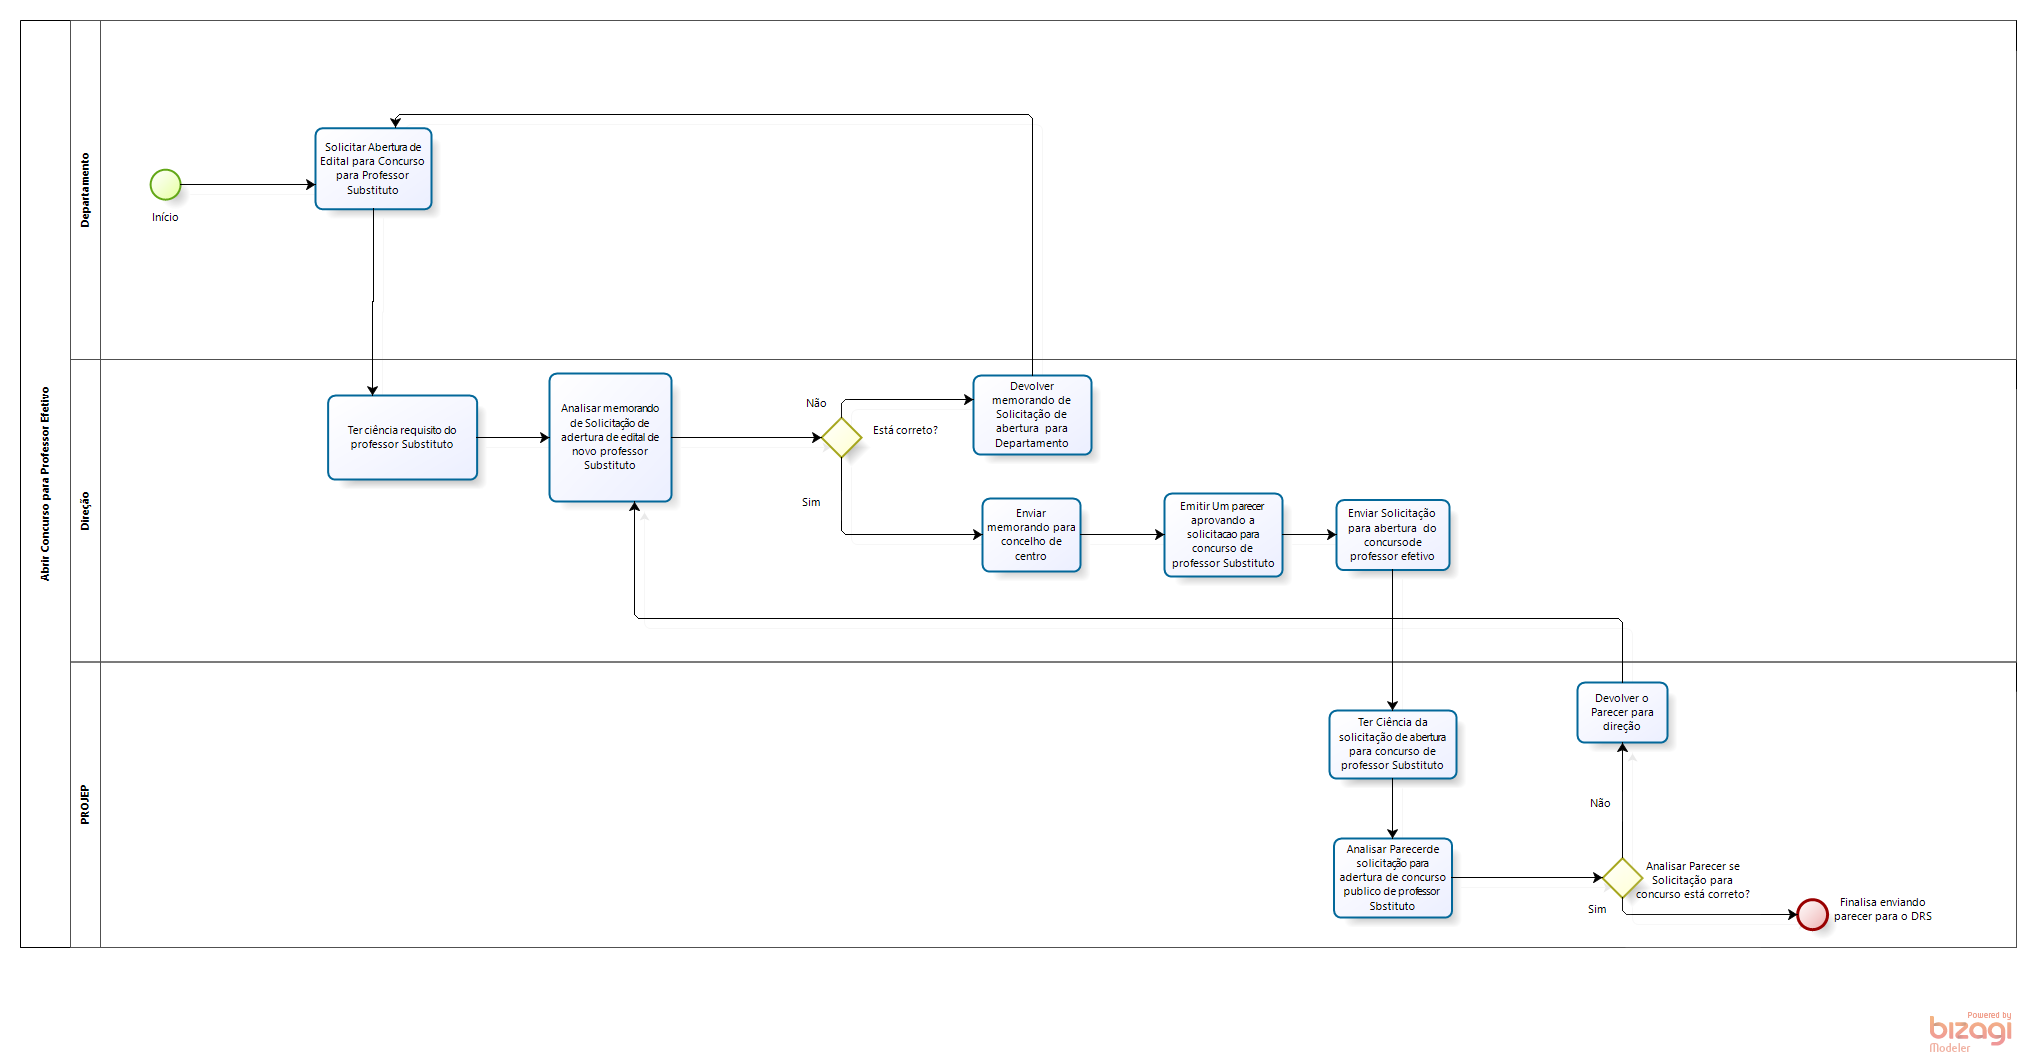 Abrir Concurso para Professor Efetivo
Departamento
Início
Solicitar Abertura de
Edital para Concurso
para Professor
Substituto
Direção
Ter ciência requisito do
professor Substituto
Analisar memorando
de Solicitação de
adertura de edital de
novo professor
Substituto
Não
Está correto?
Sim
Devolver
memorando de
Solicitação de
abertura para
Departamento
Enviar
memorando para
concelho de
centro
Emitir Um parecer
aprovando a
solicitacao para
concurso de
professor Substituto
Enviar Solicitação
para abertura do
concursode
professor efetivo
PROJEP
Ter Ciência da
solicitação de abertura
para concurso de
professor Substituto
Analisar Parecerde
solicitação para
adertura de concurso
publico de professor
Sbstituto
Devolver o
Parecer para
direção
Não
Analisar Parecer se
Solicitação para
concurso está correto?
Sim
Finalisa enviando
parecer para o DRS
Powered by
bizagi
Modeler